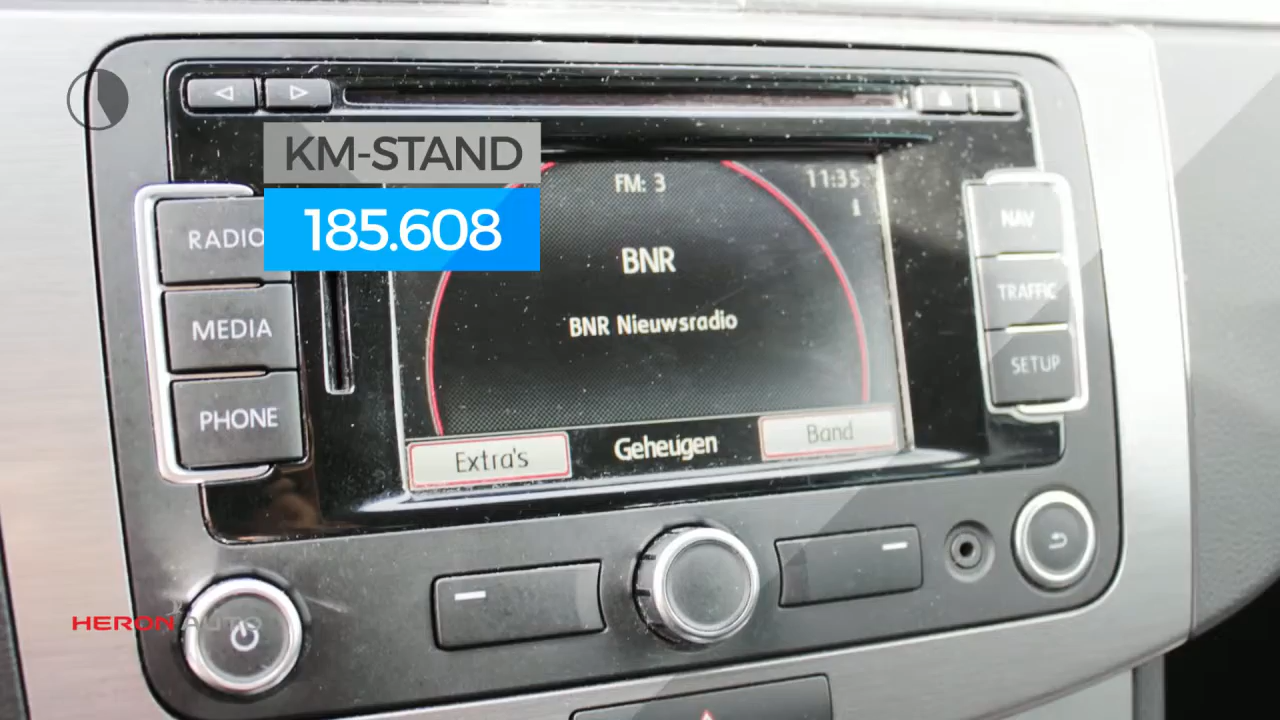 KM-STAND
185.608
FM: 3
11:35
RADIO
NAV
BNR
MEDIA
BNR Nieuwsradio
TRAFFIC
SETUP
PHONE
Extra's
Geheugen
Band
HERON AUTO